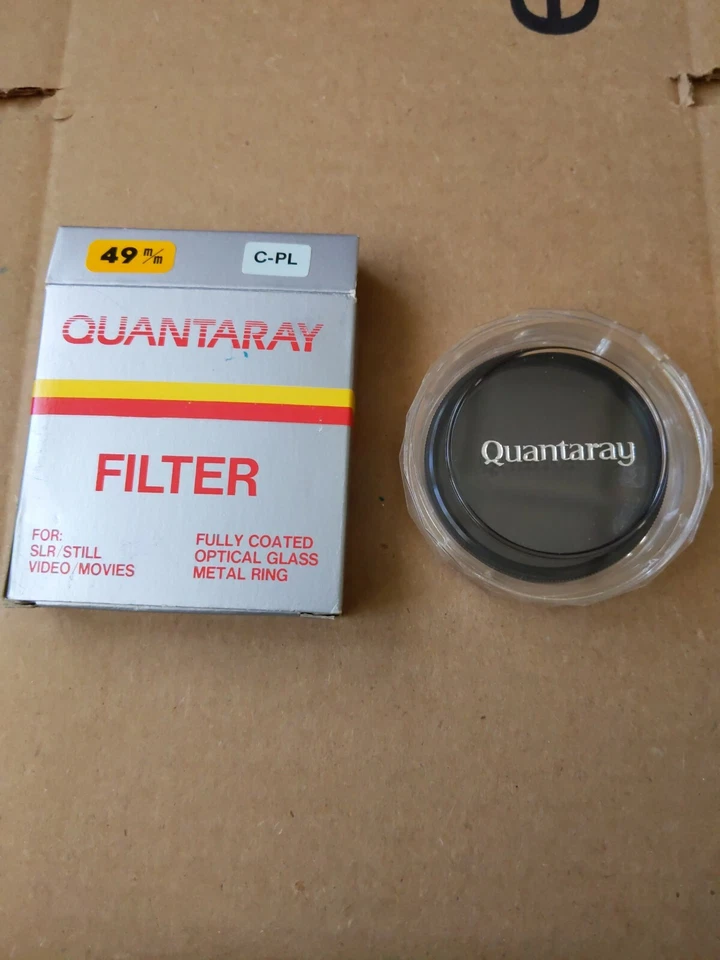 49 m/m
C-PL
QUANTARAY
FILTER
FOR:
SLR/STILL
VIDEO/MOVIES
FULLY COATED
OPTICAL GLASS
METAL RING
Quantaray